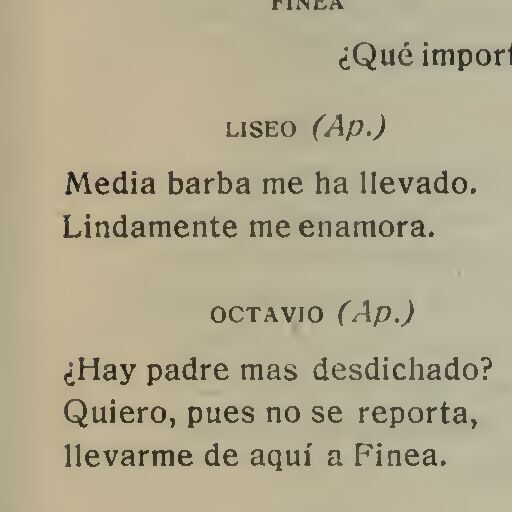 FINEA
¿Qué import
LISEO (Ap.)
Media barba me ha llevado.
Lindamente me enamora.
OCTAVIO (Ap.)
¿Hay padre mas desdichado?
Quiero, pues no se reporta,
llevarme de aquí a Finea.